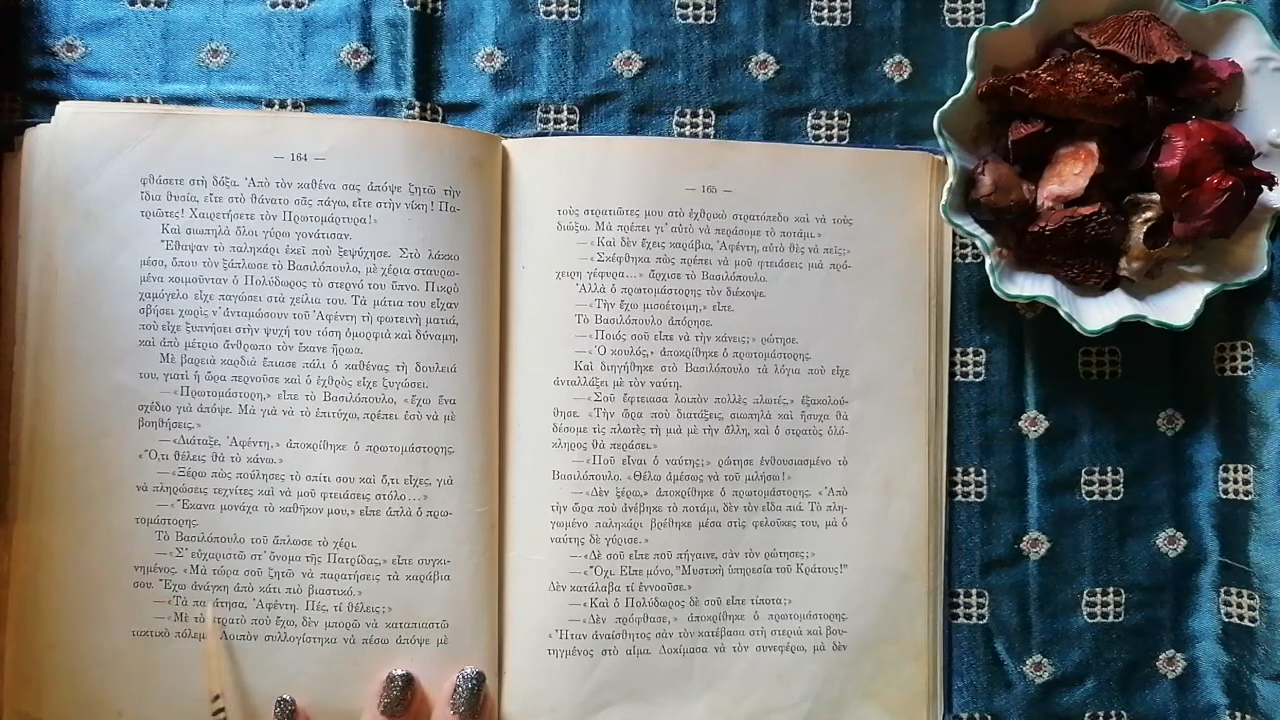 — 164 —
φθάσετε στὴ δόξα. Ἀπὸ τὸν καθένα σας ἀπόψε ζητῶ τὴν
ἴδια θυσία, εἴτε στὸ θάνατο σᾶς πάγω, εἴτε στὴν νίκη! Πα-
τριῶτες! Χαιρετήσετε τὸν Πρωτομάρτυρα!»
Καὶ σιωπηλὰ ὅλοι γύρω γονάτισαν.
Ἔθαψαν τὸ παληκάρι ἐκεῖ ποὺ ξεψύχησε. Στὸ λάκκο
μέσα, ὅπου τὸν ξάπλωσε τὸ Βασιλόπουλο, μὲ χέρια σταυρω-
μένα κοιμοῦνταν ὁ Πολύδωρος τὸ στερνό του ὕπνο. Πικρὸ
χαμόγελο εἶχε παγώσει στὰ χείλια του. Τὰ μάτια του εἶχαν
σβήσει χωρὶς ν' ἀνταμώσουν τοῦ Ἀφέντη τὴ φωτεινὴ ματιά,
ποὺ εἶχε ξυπνήσει στὴν ψυχή του τόση ὀμορφιὰ καὶ δύναμη,
καὶ ἀπὸ μέτριο ἄνθρωπο τὸν ἔκανε ἥρωα.
Μὲ βαρειὰ καρδιὰ ἔπιασε πάλι ὁ καθένας τὴ δουλειά
του, γιατὶ ἡ ὥρα περνοῦσε καὶ ὁ ἐχθρὸς εἶχε ζυγώσει.
—«Πρωτομάστορη,» εἶπε τὸ Βασιλόπουλο, «ἔχω ἕνα
σχέδιο γιὰ ἀπόψε. Μὰ γιὰ νὰ τὸ ἐπιτύχω, πρέπει ἐσὺ νὰ μὲ
βοηθήσεις.»
—«Διάταξε, Ἀφέντη,» ἀποκρίθηκε ὁ πρωτομάστορης.
«Ὅ,τι θέλεις θὰ τὸ κάνω.»
—«Ξέρω πὼς πούλησες τὸ σπίτι σου καὶ ὅ,τι εἶχες, γιὰ
νὰ πληρώσεις τεχνίτες καὶ νὰ μοῦ φτειάσεις στόλο...»
—«Ἔκανα μονάχα τὸ καθῆκον μου,» εἶπε ἁπλὰ ὁ πρω-
τομάστορης.
Τὸ Βασιλόπουλο τοῦ ἅπλωσε τὸ χέρι.
—«Σ' εὐχαριστῶ στ' ὄνομα τῆς Πατρίδας,» εἶπε συγκι-
νημένος. «Μὰ τώρα σοῦ ζητῶ νὰ παρατήσεις τὰ καράβια
σου. Ἔχω ἀνάγκη ἀπὸ κάτι πιὸ βιαστικό.»
—«Τὰ παράτησα, Ἀφέντη. Πές, τί θέλεις;»
—«Μὲ τὸ στρατὸ ποὺ ἔχω, δὲν μπορῶ νὰ καταπιαστῶ
τακτικὸ πόλεμο. Λοιπὸν συλλογίστηκα νὰ πέσω ἀπόψε μὲ
— 165 —
τοὺς στρατιῶτες μου στὸ ἐχθρικὸ στρατόπεδο καὶ νὰ τοὺς
διώξω. Μὰ πρέπει γι' αὐτὸ νὰ περάσομε τὸ ποτάμι.»
—«Καὶ δὲν ἔχεις καράβια, Ἀφέντη, αὐτὸ θὲς νὰ πεῖς;»
—«Σκέφθηκα πὼς πρέπει νὰ μοῦ φτειάσεις μιὰ πρό-
χειρη γέφυρα...» ἄρχισε τὸ Βασιλόπουλο.
Ἀλλὰ ὁ πρωτομάστορης τὸν διέκοψε.
—«Τὴν ἔχω μισοέτοιμη,» εἶπε.
Τὸ Βασιλόπουλο ἀπόρησε.
—«Ποιὸς σοῦ εἶπε νὰ τὴν κάνεις;» ρώτησε.
—«Ὁ κουλός,» ἀποκρίθηκε ὁ πρωτομάστορης.
Καὶ διηγήθηκε στὸ Βασιλόπουλο τὰ λόγια ποὺ εἶχε
ἀνταλλάξει μὲ τὸν ναύτη.
—«Σοῦ ἔφτειασα λοιπὸν πολλὲς πλωτές,» ἐξακολού-
θησε. «Τὴν ὥρα ποὺ διατάξεις, σιωπηλὰ καὶ ἥσυχα θὰ
δέσομε τὶς πλωτὲς τὴ μιὰ μὲ τὴν ἄλλη, καὶ ὁ στρατὸς ὁλό-
κληρος θὰ περάσει.»
—«Ποῦ εἶναι ὁ ναύτης;» ρώτησε ἐνθουσιασμένο τὸ
Βασιλόπουλο. «Θέλω ἀμέσως νὰ τοῦ μιλήσω!»
—«Δὲν ξέρω,» ἀποκρίθηκε ὁ πρωτομάστορης. «Ἀπὸ
τὴν ὥρα ποὺ ἀνέβηκε τὸ ποτάμι, δὲν τὸν εἶδα πιά. Τὸ πλη-
γωμένο παληκάρι βρέθηκε μέσα στὶς φελοῦκες του, μὰ ὁ
ναύτης δὲ γύρισε.»
—«Δὲ σοῦ εἶπε ποῦ πήγαινε, σὰν τὸν ρώτησες;»
—«Ὄχι. Εἶπε μόνο, "Μυστικὴ ὑπηρεσία τοῦ Κράτους!"
Δὲν κατάλαβα τί ἐννοοῦσε.»
—«Καὶ ὁ Πολύδωρος δὲ σοῦ εἶπε τίποτα;»
—«Δὲν πρόφθασε,» ἀποκρίθηκε ὁ πρωτομάστορης.
«Ἦταν ἀναίσθητος σὰν τὸν κατέβασα στὴ στεριὰ καὶ βου-
τηγμένος στὸ αἷμα. Δοκίμασα νὰ τὸν συνεφέρω, μὰ δὲν